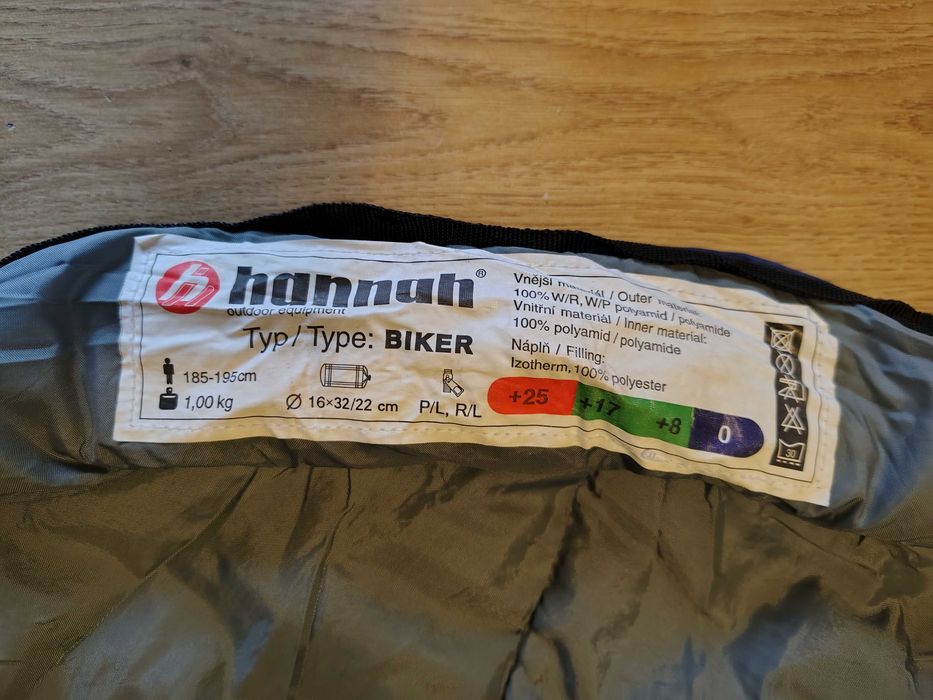 hannah®
outdoor equipment
Typ / Type: BIKER
185-195cm
1,00 kg
Ø 16×32/22 cm
P/L, R/L
Vnější materiál / Outer material:
100% W/R, W/P polyamid / polyamide
Vnitřní materiál / Inner material:
100% polyamid / polyamide
Náplň / Filling:
Izotherm, 100% polyester
+25 +17 +8 0
30